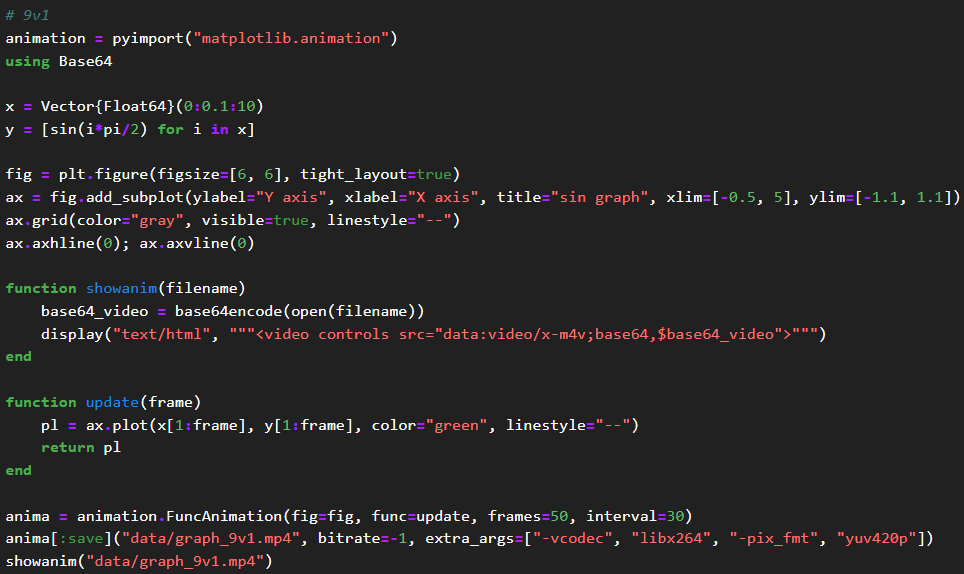 # 9v1
animation = pyimport("matplotlib.animation")
using Base64
x = Vector{Float64}(0:0.1:10)
y = [sin(i*pi/2) for i in x]
fig = plt.figure(figsize=[6, 6], tight_layout=true)
ax = fig.add_subplot(ylabel="Y axis", xlabel="X axis", title="sin graph", xlim=[-0.5, 5], ylim=[-1.1, 1.1])
ax.grid(color="gray", visible=true, linestyle="--")
ax.axhline(0); ax.axvline(0)
function showanim(filename)
    base64_video = base64encode(open(filename))
    display("text/html", """<video controls src="data:video/x-m4v;base64,$base64_video">""")
end
function update(frame)
    pl = ax.plot(x[1:frame], y[1:frame], color="green", linestyle="--")
    return pl
end
anima = animation.FuncAnimation(fig=fig, func=update, frames=50, interval=30)
anima[:save]("data/graph_9v1.mp4", bitrate=-1, extra_args=["-vcodec", "libx264", "-pix_fmt", "yuv420p"])
showanim("data/graph_9v1.mp4")